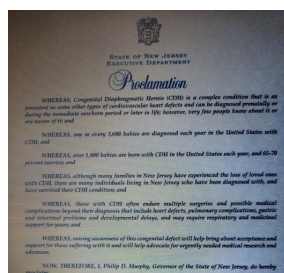 STATE OF NEW JERSEY
EXECUTIVE DEPARTMENT
Proclamation
WHEREAS, Congenital Diaphragmatic Hernia (CDH) is a complex condition that is as
prevalent as some other types of cardiovascular heart defects and can be diagnosed prenatally or
during the immediate newborn period or later in life; however, very few people know about it or
are aware of it; and
WHEREAS, one in every 3,600 babies are diagnosed each year in the United States with
CDH; and
WHEREAS, over 1,000 babies are born with CDH in the United States each year, and 65-70
percent survive; and
WHEREAS, although many families in New Jersey have experienced the loss of loved ones
with CDH, there are many individuals living in New Jersey who have been diagnosed with, and
have survived their CDH condition; and
WHEREAS, those with CDH often endure multiple surgeries and possible medical
complications beyond their diagnosis that include heart defects, pulmonary complications, gastric
and intestinal problems and developmental delays, and may require respiratory and medicinal
support for years; and
WHEREAS, raising awareness of this congenital defect will help bring about acceptance and
support for those suffering with it and will help advocate for urgently needed medical research and
advances;
NOW, THEREFORE, I, Philip D. Murphy, Governor of the State of New Jersey, do hereby